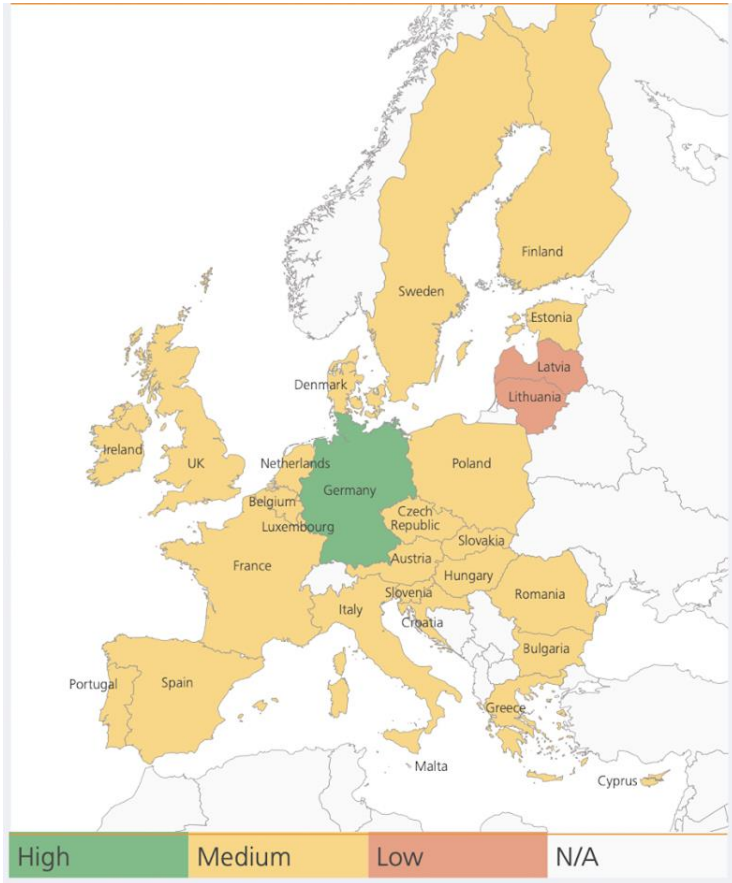 Finland
Sweden
Estonia
Latvia
Denmark
Lithuania
Ireland
UK
Netherlands
Poland
Germany
Belgium
Czech
Republic
Luxembourg
Slovakia
Austria
France
Hungary
Slovenia
Romania
Italy
Croatia
Bulgaria
Portugal
Spain
Greece
Malta
Cyprus
High
Medium
Low
N/A